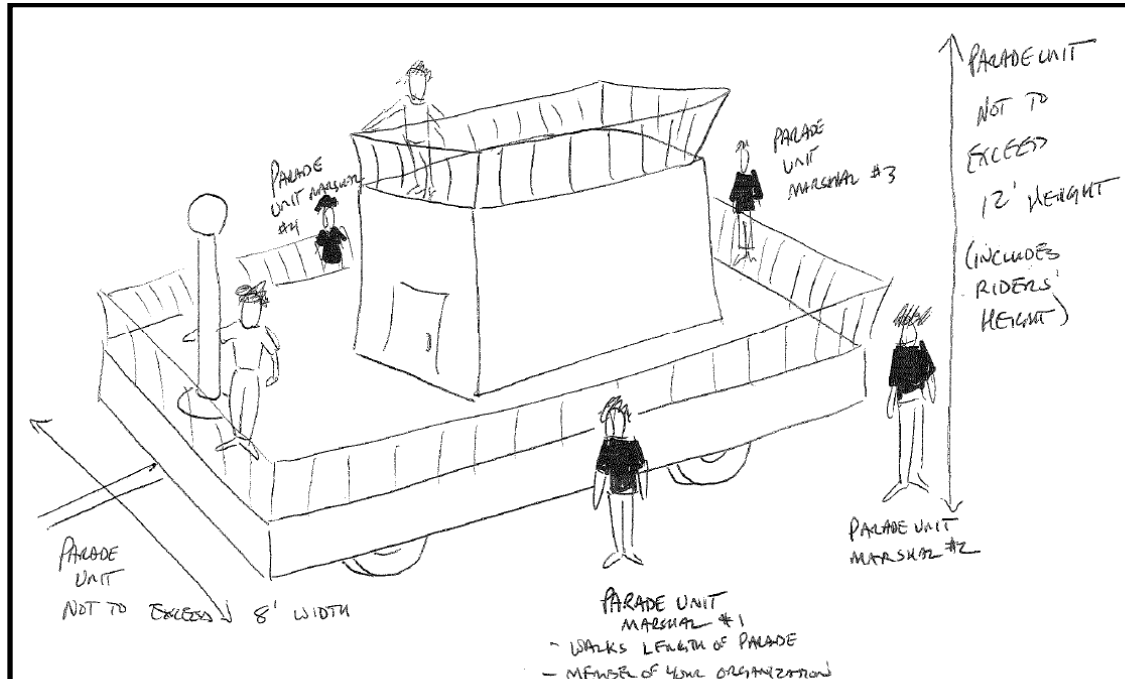 PARADE
UNIT MARSHAL
#4
PARADE
UNIT
MARSHAL #3
PARADE UNIT
NOT TO
EXCEED
12' HEIGHT
(INCLUDES
RIDERS'
HEIGHT)
PARADE
UNIT
NOT TO EXCEED 8' WIDTH
PARADE UNIT
MARSHAL #1
- WALKS LENGTH OF PARADE
- MEMBER OF YOUR ORGANIZATION
PARADE UNIT
MARSHAL #2